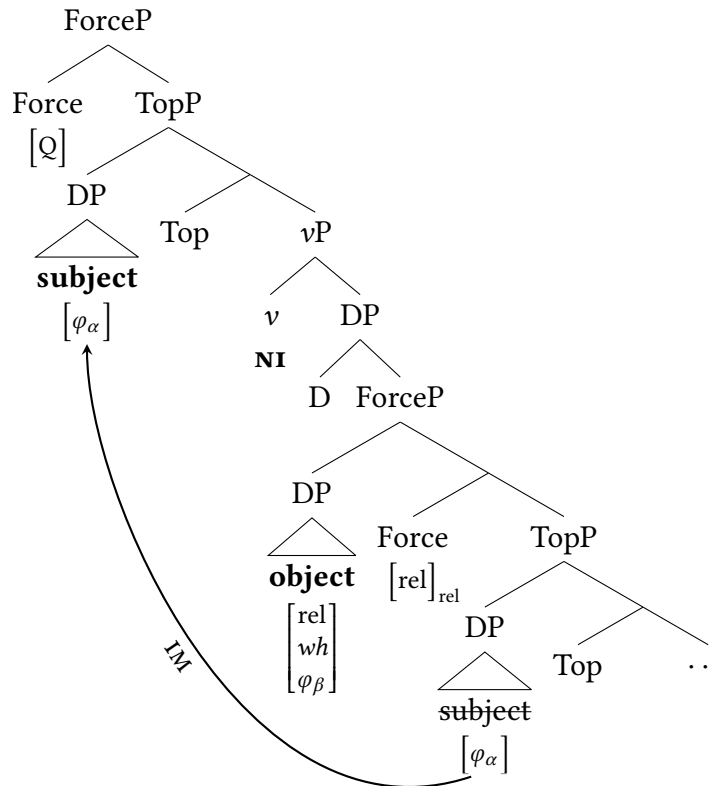 ForceP
Force TopP
[Q]
DP
Top vP
subject
[φα]
v DP
NI
D ForceP
DP
Force TopP
object
[rel]rel
[rel
wh
φβ]
DP
Top ..
subject
[φα]
IM